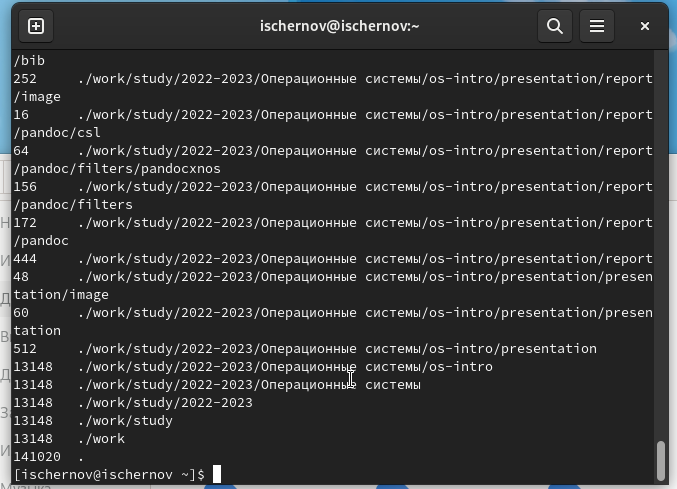 ischernov@ischernov:~
/bib
252     ./work/study/2022-2023/Операционные системы/os-intro/presentation/report
/image
16      ./work/study/2022-2023/Операционные системы/os-intro/presentation/report
/pandoc/csl
64      ./work/study/2022-2023/Операционные системы/os-intro/presentation/report
/pandoc/filters/pandocxnos
156     ./work/study/2022-2023/Операционные системы/os-intro/presentation/report
/pandoc/filters
172     ./work/study/2022-2023/Операционные системы/os-intro/presentation/report
/pandoc
444     ./work/study/2022-2023/Операционные системы/os-intro/presentation/report
48      ./work/study/2022-2023/Операционные системы/os-intro/presentation/presen
tation/image
60      ./work/study/2022-2023/Операционные системы/os-intro/presentation/presen
tation
512     ./work/study/2022-2023/Операционные системы/os-intro/presentation
13148   ./work/study/2022-2023/Операционные системы/os-intro
13148   ./work/study/2022-2023/Операционные системы
13148   ./work/study/2022-2023
13148   ./work/study
13148   ./work
141020  .
[ischernov@ischernov ~]$